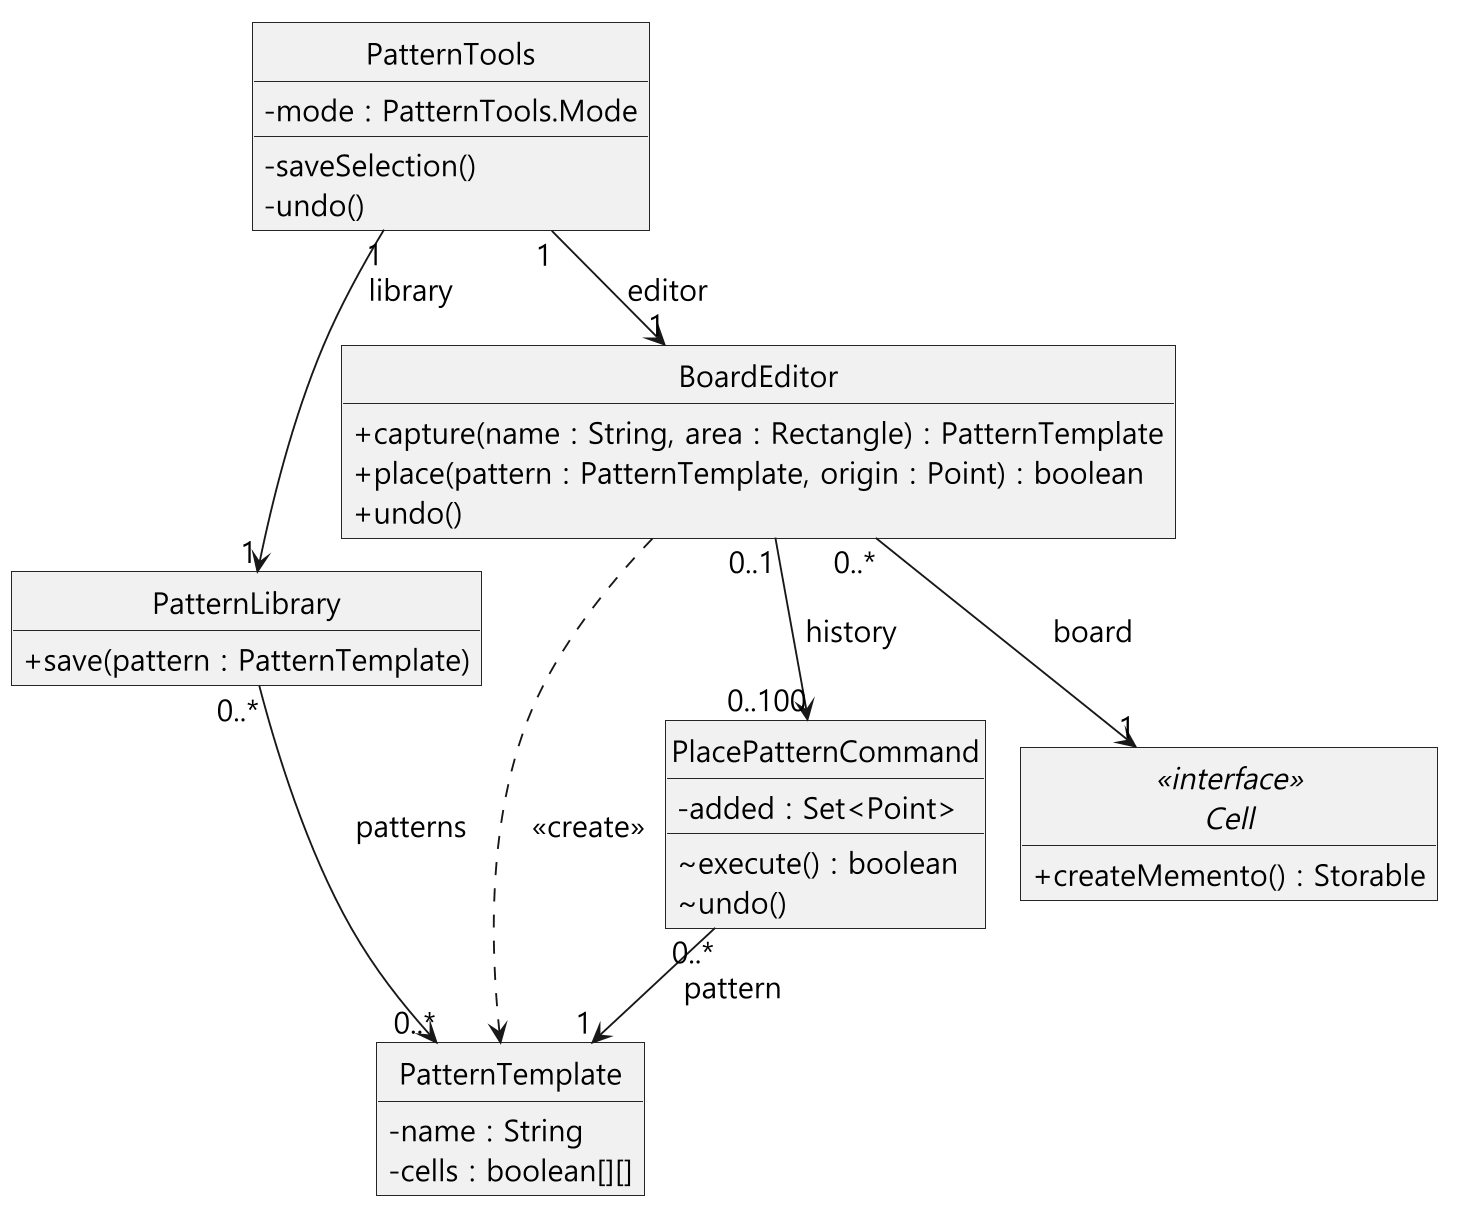 PatternTools
-mode : PatternTools.Mode
-saveSelection()
-undo()
1
library
1
editor
1
BoardEditor
+capture(name : String, area : Rectangle) : PatternTemplate
+place(pattern : PatternTemplate, origin : Point) : boolean
+undo()
1
PatternLibrary
+save(pattern : PatternTemplate)
0..*
patterns
0..*
«create»
0..1
history
0..100
0..*
board
1
PlacePatternCommand
-added : Set<Point>
~execute() : boolean
~undo()
«interface»
Cell
+createMemento() : Storable
0..*
pattern
1
PatternTemplate
-name : String
-cells : boolean[][]